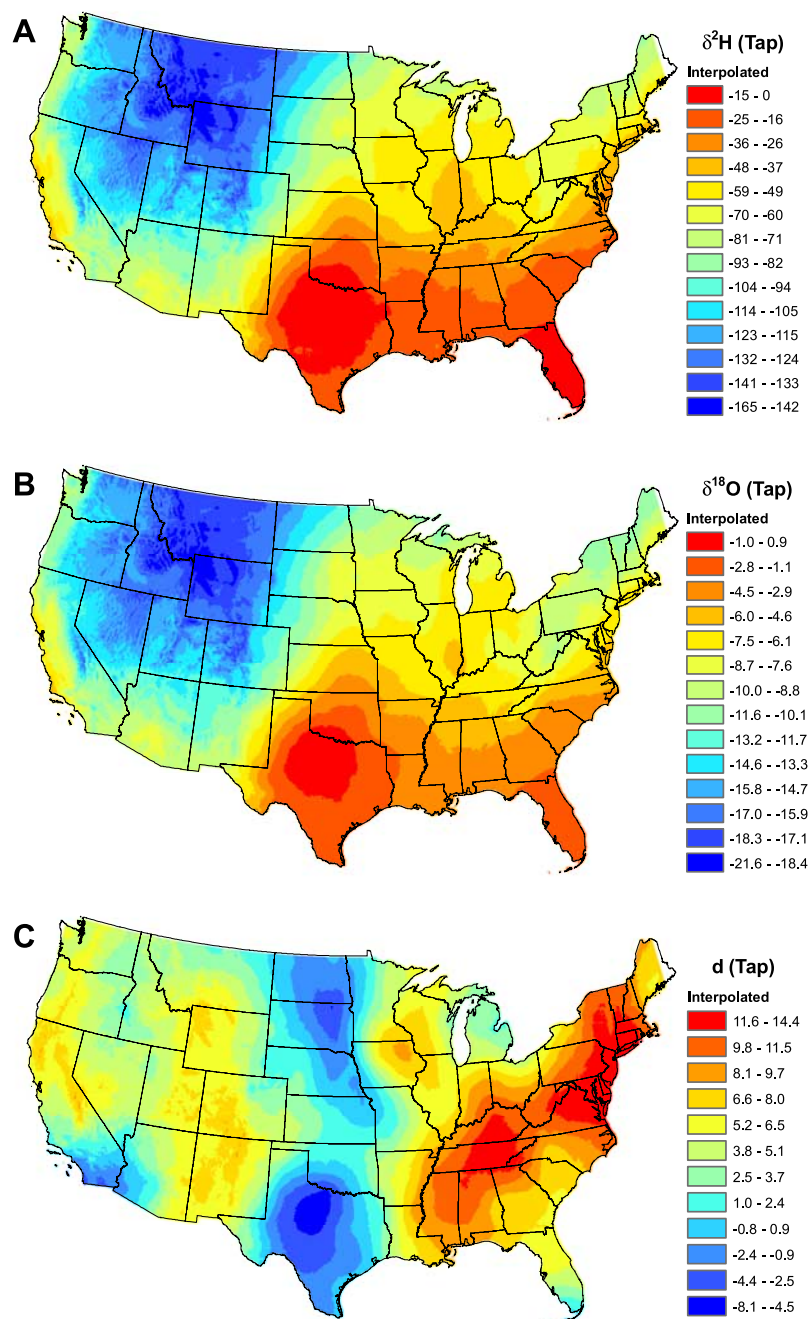 A
δ²H (Tap)
Interpolated
-15 - 0
-25 - -16
-36 - -26
-48 - -37
-59 - -49
-70 - -60
-81 - -71
-93 - -82
-104 - -94
-114 - -105
-123 - -115
-132 - -124
-141 - -133
-165 - -142
B
δ¹⁸O (Tap)
Interpolated
-1.0 - 0.9
-2.8 - -1.1
-4.5 - -2.9
-6.0 - -4.6
-7.5 - -6.1
-8.7 - -7.6
-10.0 - -8.8
-11.6 - -10.1
-13.2 - -11.7
-14.6 - -13.3
-15.8 - -14.7
-17.0 - -15.9
-18.3 - -17.1
-21.6 - -18.4
C
d (Tap)
Interpolated
11.6 - 14.4
9.8 - 11.5
8.1 - 9.7
6.6 - 8.0
5.2 - 6.5
3.8 - 5.1
2.5 - 3.7
1.0 - 2.4
-0.8 - 0.9
-2.4 - -0.9
-4.4 - -2.5
-8.1 - -4.5